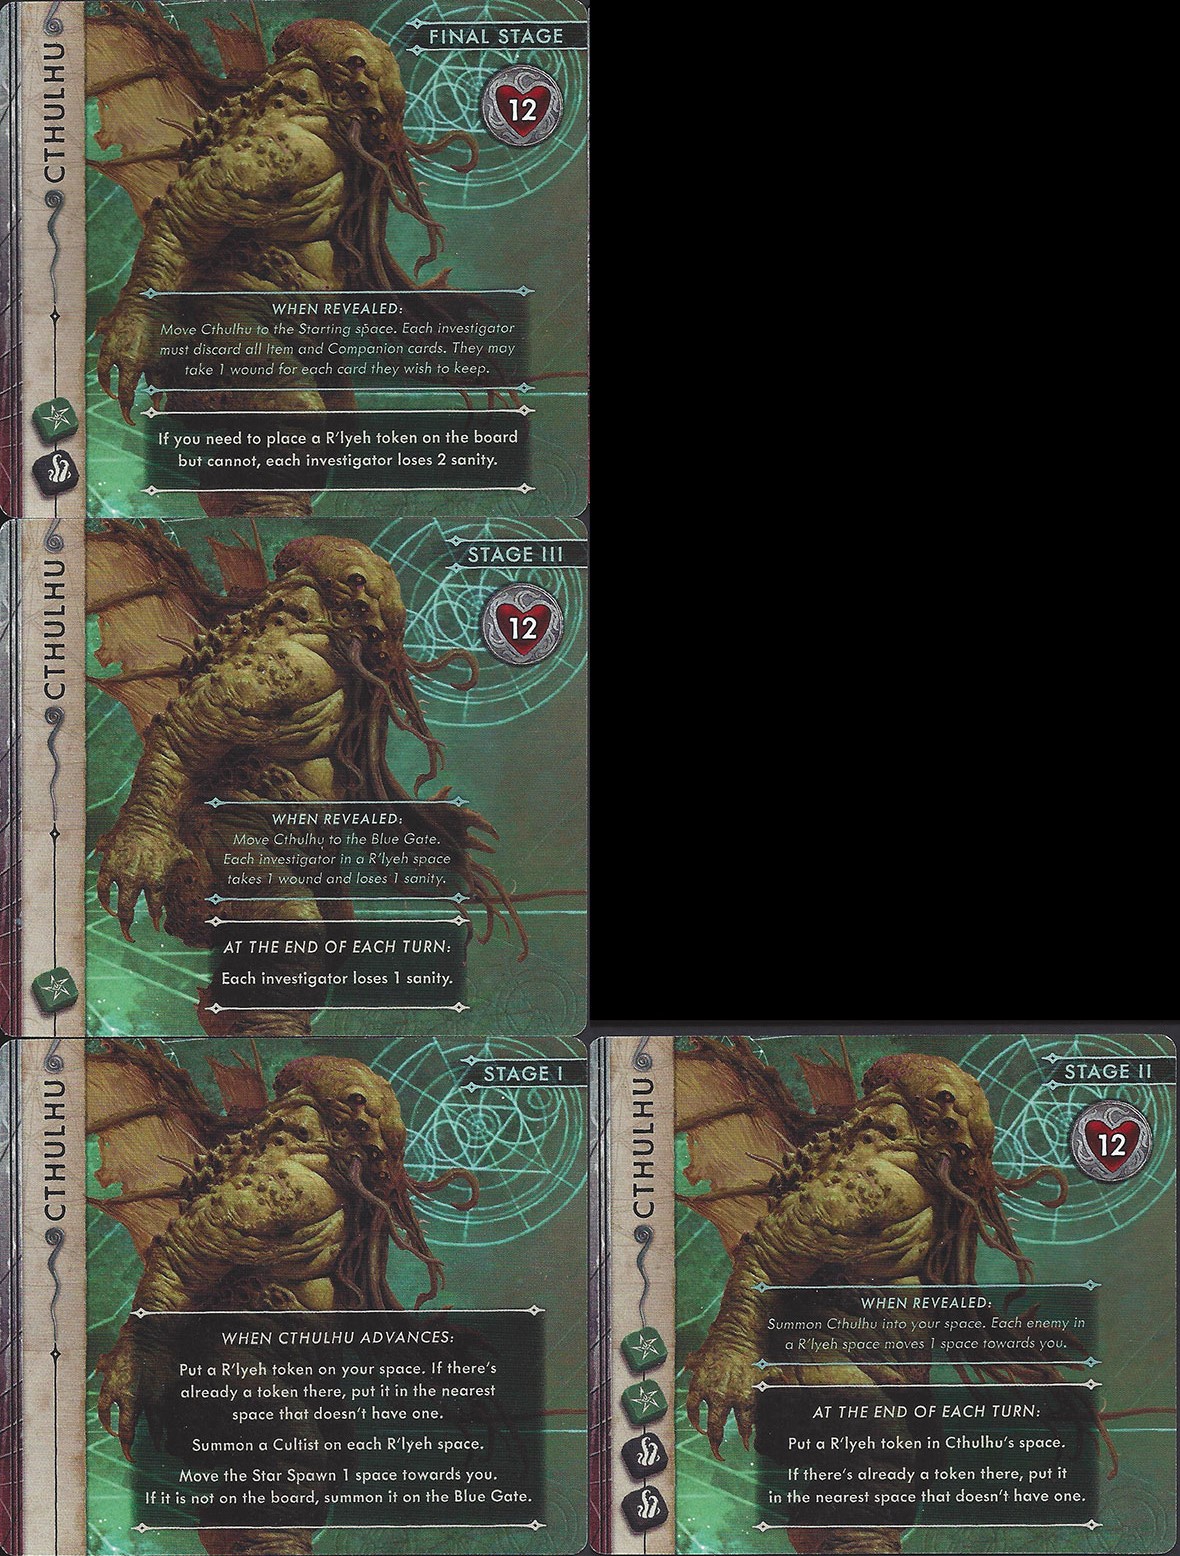 CTHULHU
FINAL STAGE
12
WHEN REVEALED:
Move Cthulhu to the Starting space. Each investigator
must discard all Item and Companion cards. They may
take 1 wound for each card they wish to keep.
If you need to place a R'lyeh token on the board
but cannot, each investigator loses 2 sanity.
CTHULHU
STAGE III
12
WHEN REVEALED:
Move Cthulhu to the Blue Gate.
Each investigator in a R'lyeh space
takes 1 wound and loses 1 sanity.
AT THE END OF EACH TURN:
Each investigator loses 1 sanity.
CTHULHU
STAGE I
WHEN CTHULHU ADVANCES:
Put a R'lyeh token on your space. If there's
already a token there, put it in the nearest
space that doesn't have one.
Summon a Cultist on each R'lyeh space.
Move the Star Spawn 1 space towards you.
If it is not on the board, summon it on the Blue Gate.
CTHULHU
STAGE II
12
WHEN REVEALED:
Summon Cthulhu into your space. Each enemy in
a R'lyeh space moves 1 space towards you.
AT THE END OF EACH TURN:
Put a R'lyeh token in Cthulhu's space.
If there's already a token there, put it
in the nearest space that doesn't have one.